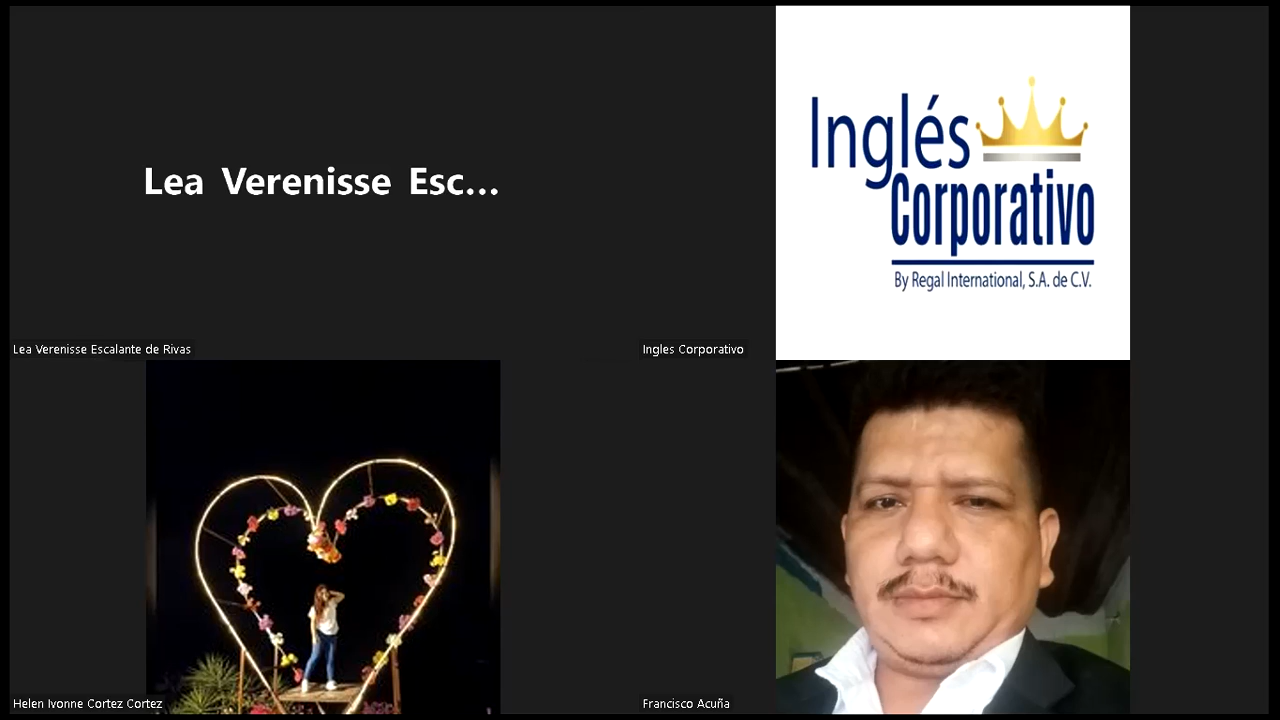 Lea Verenisse Esc...
Lea Verenisse Escalante de Rivas
Inglés
Corporativo
By Regal International, S.A. de C.V.
Ingles Corporativo
Helen Ivonne Cortez Cortez
Francisco Acuña